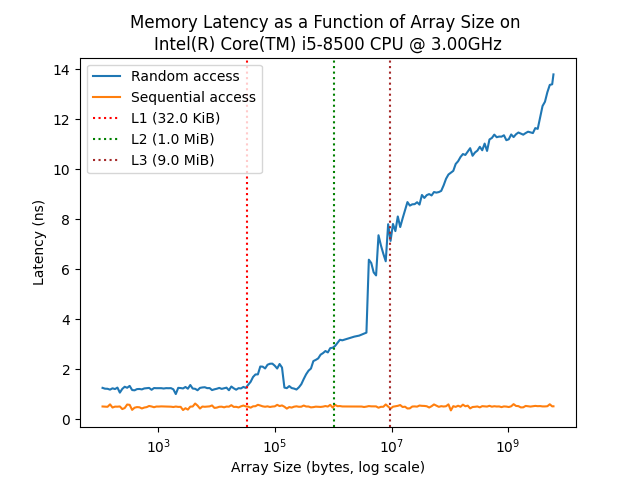 Memory Latency as a Function of Array Size on
Intel(R) Core(TM) i5-8500 CPU @ 3.00GHz
Random access
Sequential access
L1 (32.0 KiB)
L2 (1.0 MiB)
L3 (9.0 MiB)
14
12
10
8
6
4
2
0
Latency (ns)
10³ 10⁵ 10⁷ 10⁹
Array Size (bytes, log scale)